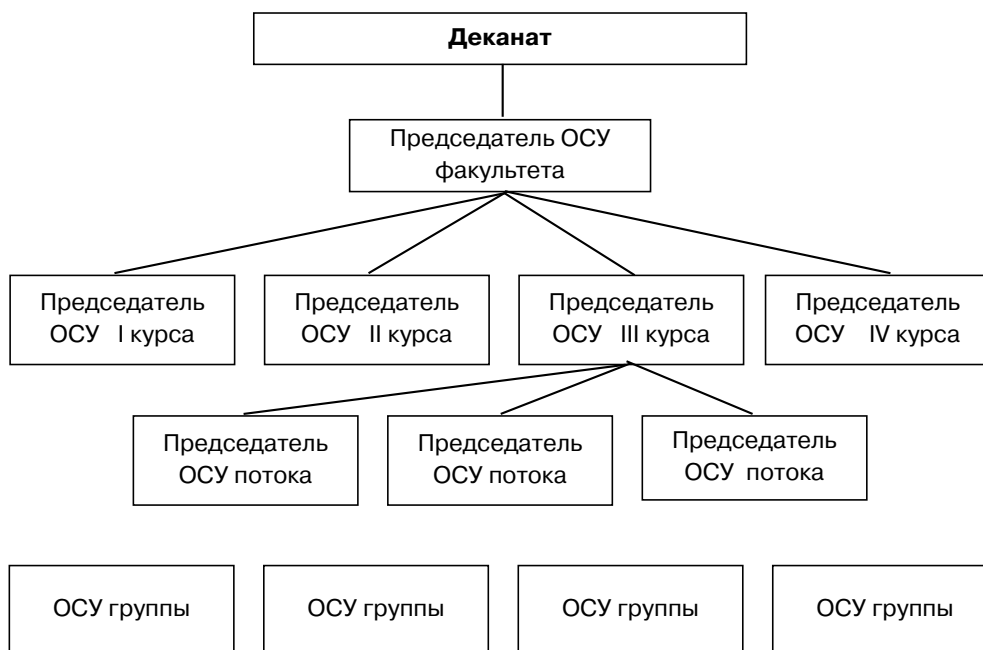 Деканат
Председатель ОСУ
факультета
Председатель
ОСУ I курса
Председатель
ОСУ II курса
Председатель
ОСУ III курса
Председатель
ОСУ IV курса
Председатель
ОСУ потока
Председатель
ОСУ потока
Председатель
ОСУ потока
ОСУ группы
ОСУ группы
ОСУ группы
ОСУ группы